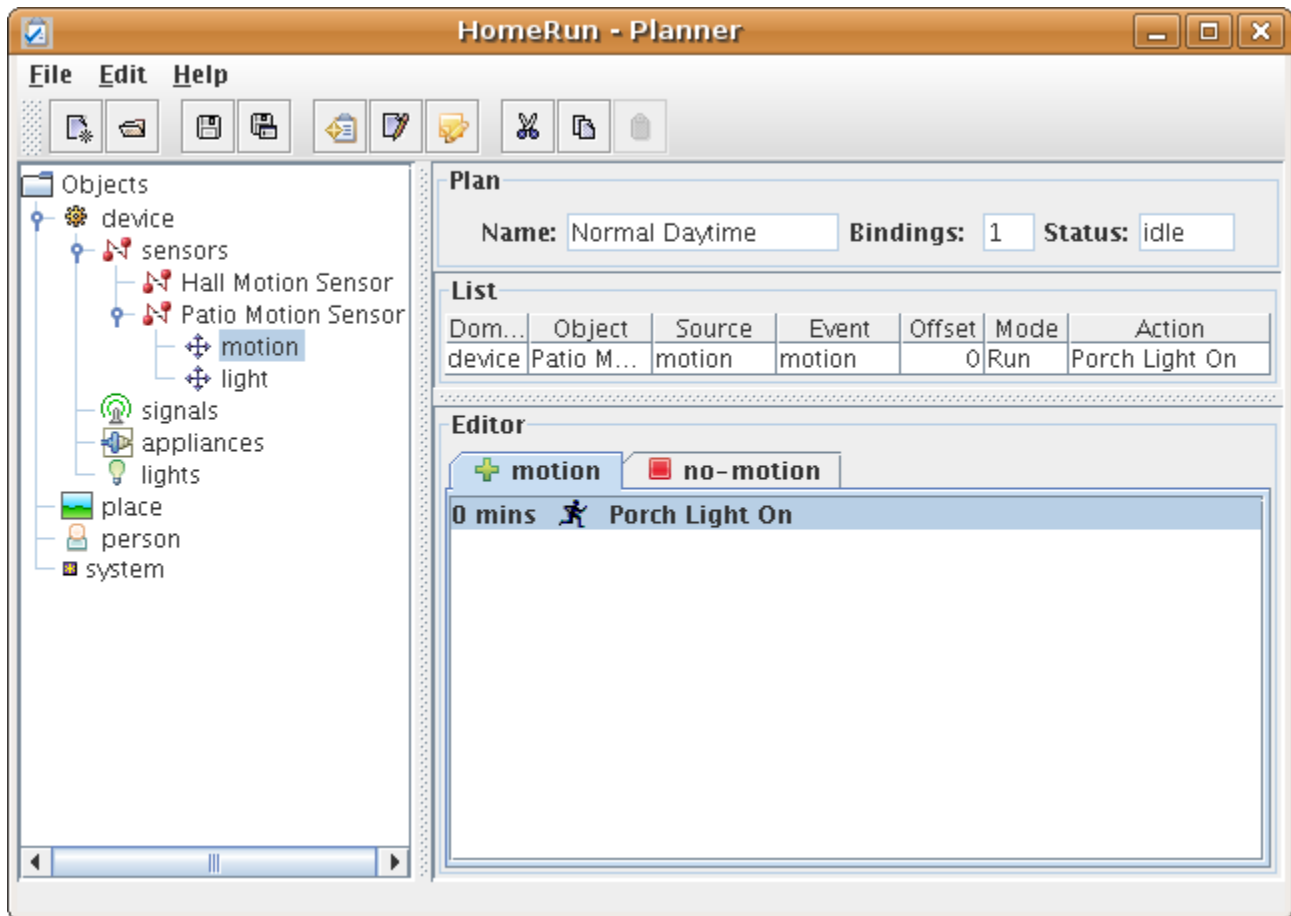 HomeRun - Planner
File Edit Help
Objects
device
sensors
Hall Motion Sensor
Patio Motion Sensor
motion
light
signals
appliances
lights
place
person
system
Plan
Name: Normal Daytime Bindings: 1 Status: idle
List
Dom... Object Source Event Offset Mode Action
device Patio M... motion motion 0 Run Porch Light On
Editor
motion no-motion
0 mins Porch Light On